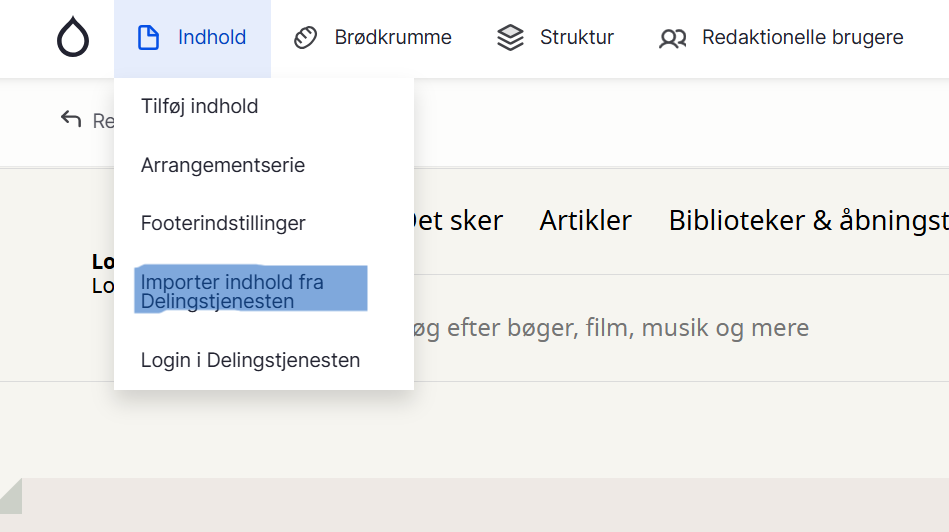 Indhold
Brødkrumme
Struktur
Redaktionelle brugere
Tilføj indhold
Arrangementserie
Footerindstillinger
Importer indhold fra
Delingstjenesten
Login i Delingstjenesten
Re
Det sker
Artikler
Biblioteker & åbningst
Lo
Lo
øg efter bøger, film, musik og mere